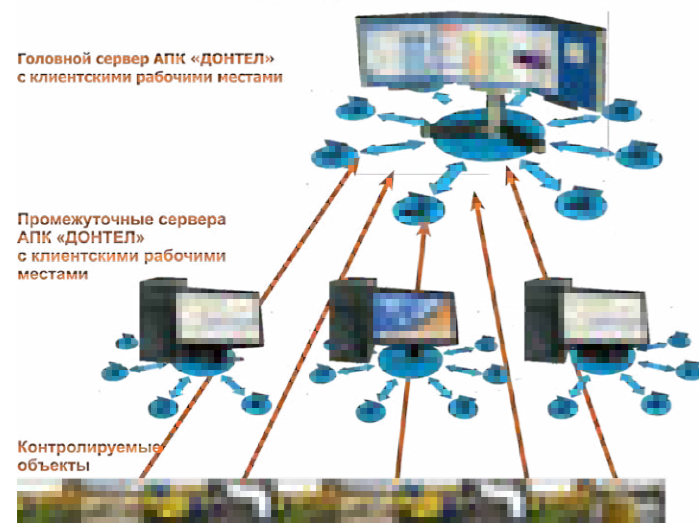 Головной сервер АПК «ДОНТЕЛ»
с клиентскими рабочими местами
Промежуточные сервера
АПК «ДОНТЕЛ»
с клиентскими рабочими
местами
Контролируемые
объекты